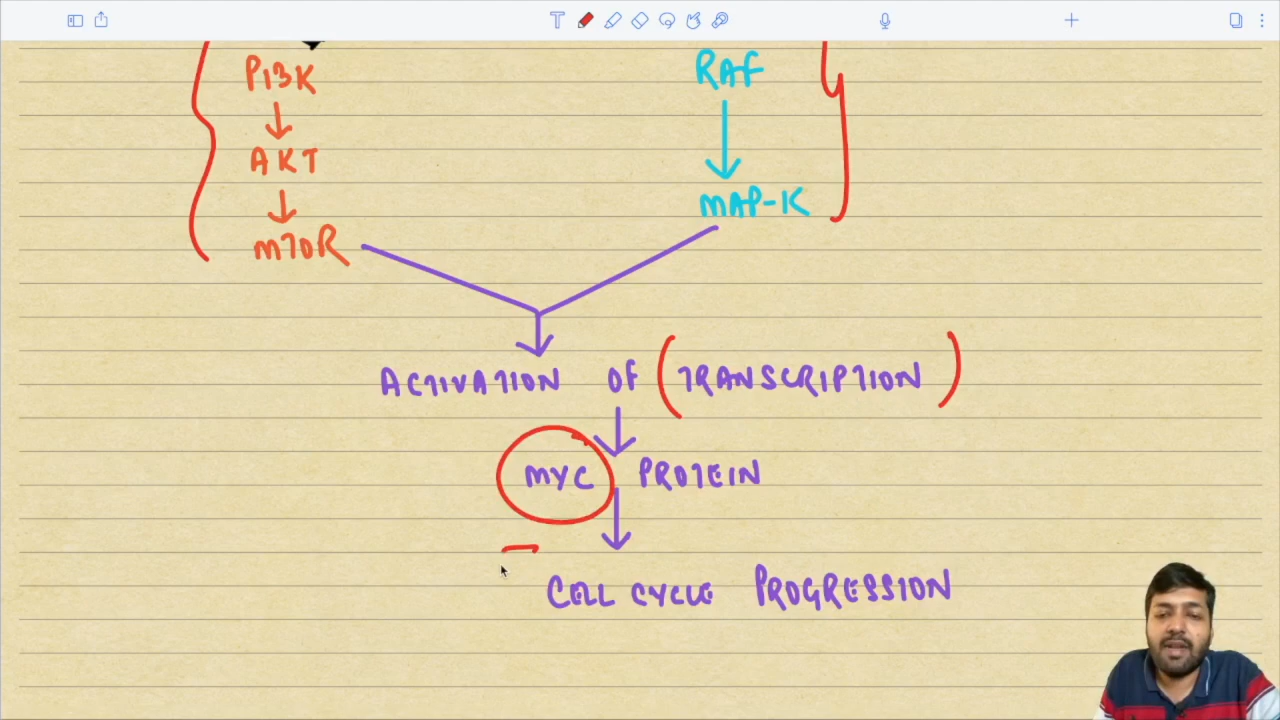 PI3K
RAF
AKT
MAP-K
mTOR
ACTIVATION OF (TRANSCRIPTION)
MYC PROTEIN
CELL CYCLE PROGRESSION